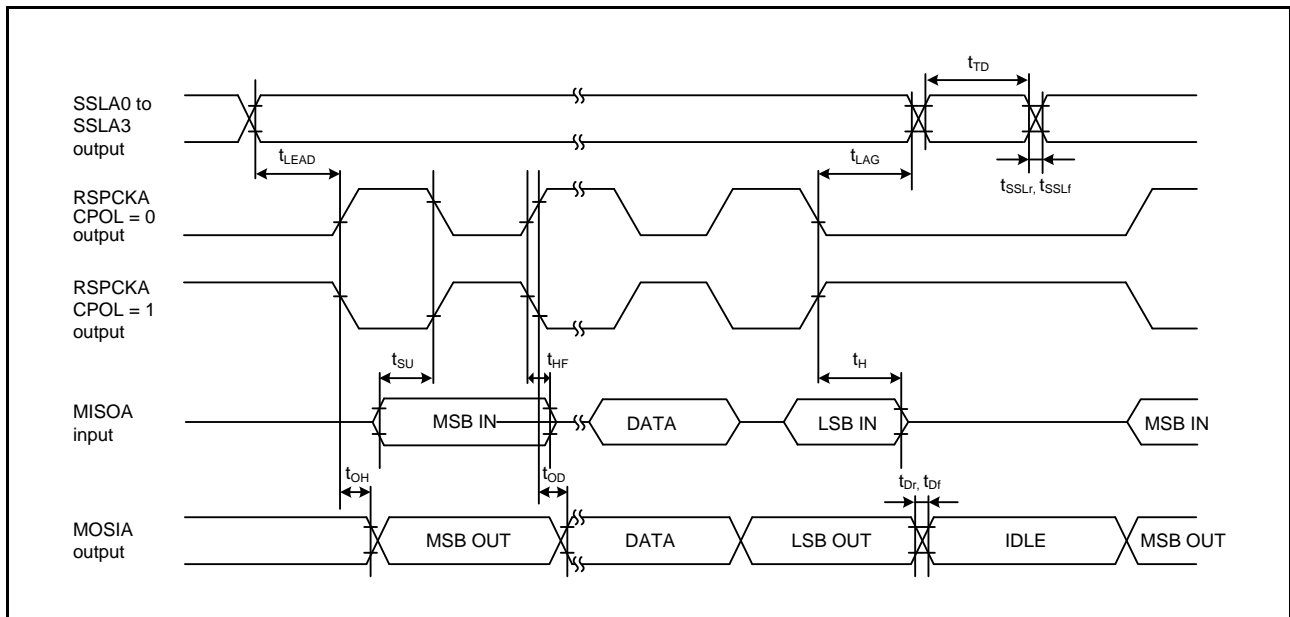 SSLA0 to
SSLA3
output
tTD
tLEAD
tLAG
tSSLr, tSSLf
RSPCKA
CPOL = 0
output
RSPCKA
CPOL = 1
output
tSU
tHF
tH
MISOA
input
MSB IN
DATA
LSB IN
MSB IN
tOH
tOD
tDr, tDf
MOSIA
output
MSB OUT
DATA
LSB OUT
IDLE
MSB OUT